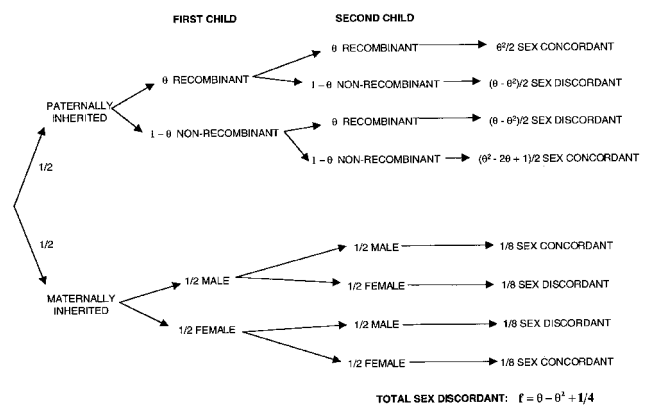 FIRST CHILD
SECOND CHILD
θ RECOMBINANT
θ²/2 SEX CONCORDANT
θ RECOMBINANT
1 - θ NON-RECOMBINANT
(θ - θ²)/2 SEX DISCORDANT
PATERNALLY
INHERITED
θ RECOMBINANT
(θ - θ²)/2 SEX DISCORDANT
1 - θ NON-RECOMBINANT
1 - θ NON-RECOMBINANT
(θ² - 2θ + 1)/2 SEX CONCORDANT
1/2
1/2
1/2 MALE
1/8 SEX CONCORDANT
1/2 MALE
1/2 FEMALE
1/8 SEX DISCORDANT
MATERNALLY
INHERITED
1/2 MALE
1/8 SEX DISCORDANT
1/2 FEMALE
1/2 FEMALE
1/8 SEX CONCORDANT
TOTAL SEX DISCORDANT: f = θ - θ² + 1/4